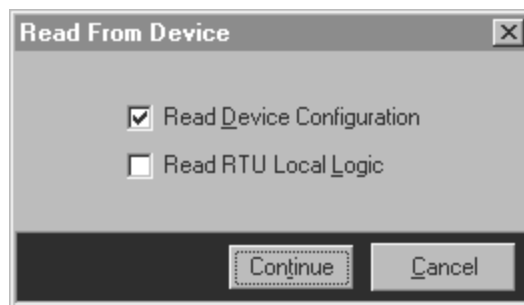 Read From Device
Read Device Configuration
Read RTU Local Logic
Continue Cancel